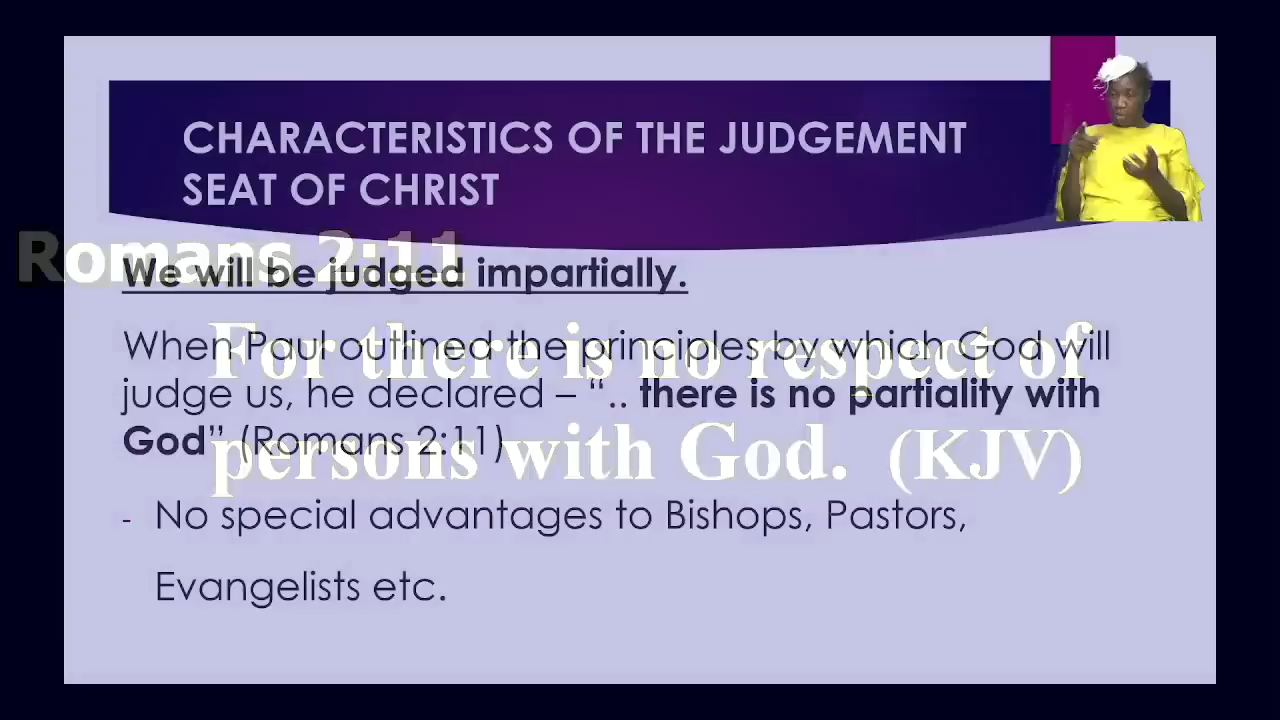 CHARACTERISTICS OF THE JUDGEMENT
SEAT OF CHRIST
Romans 2:11
We will be judged impartially.
When Paul outlined the principles by which God will
judge us, he declared – “.. there is no partiality with
God” (Romans 2:11)
For there is no respect of
persons with God. (KJV)
- No special advantages to Bishops, Pastors,
Evangelists etc.